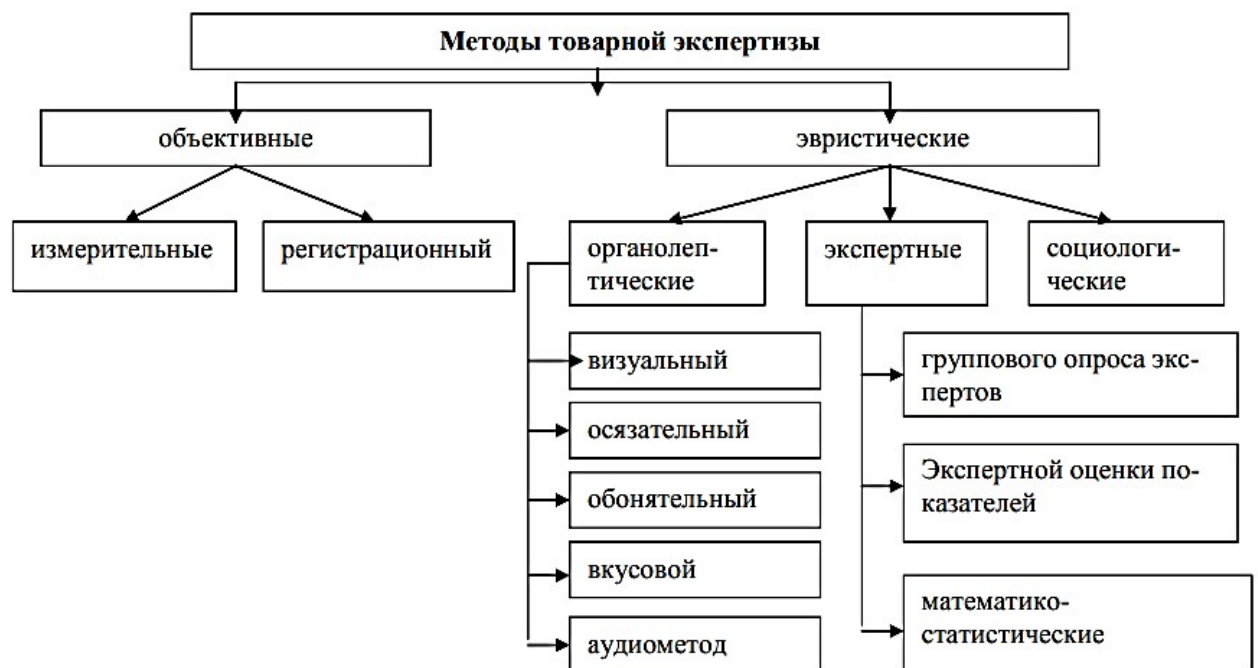 Методы товарной экспертизы
объективные
эвристические
измерительные
регистрационный
органолеп-
тические
экспертные
социологи-
ческие
визуальный
осязательный
обонятельный
вкусовой
аудиометод
группового опроса экс-
пертов
Экспертной оценки по-
казателей
математико-
статистические